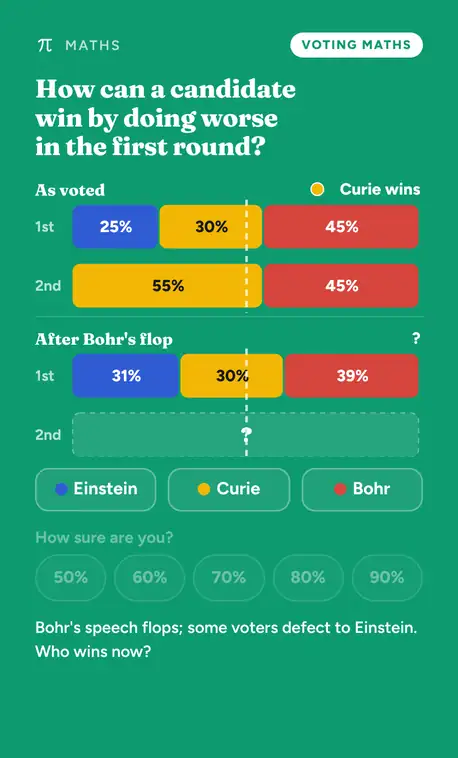 π MATHS
VOTING MATHS
How can a candidate
win by doing worse
in the first round?
As voted
Curie wins
1st
25%
30%
45%
2nd
55%
45%
After Bohr's flop
?
1st
31%
30%
39%
2nd
?
Einstein
Curie
Bohr
How sure are you?
50%
60%
70%
80%
90%
Bohr's speech flops; some voters defect to Einstein.
Who wins now?